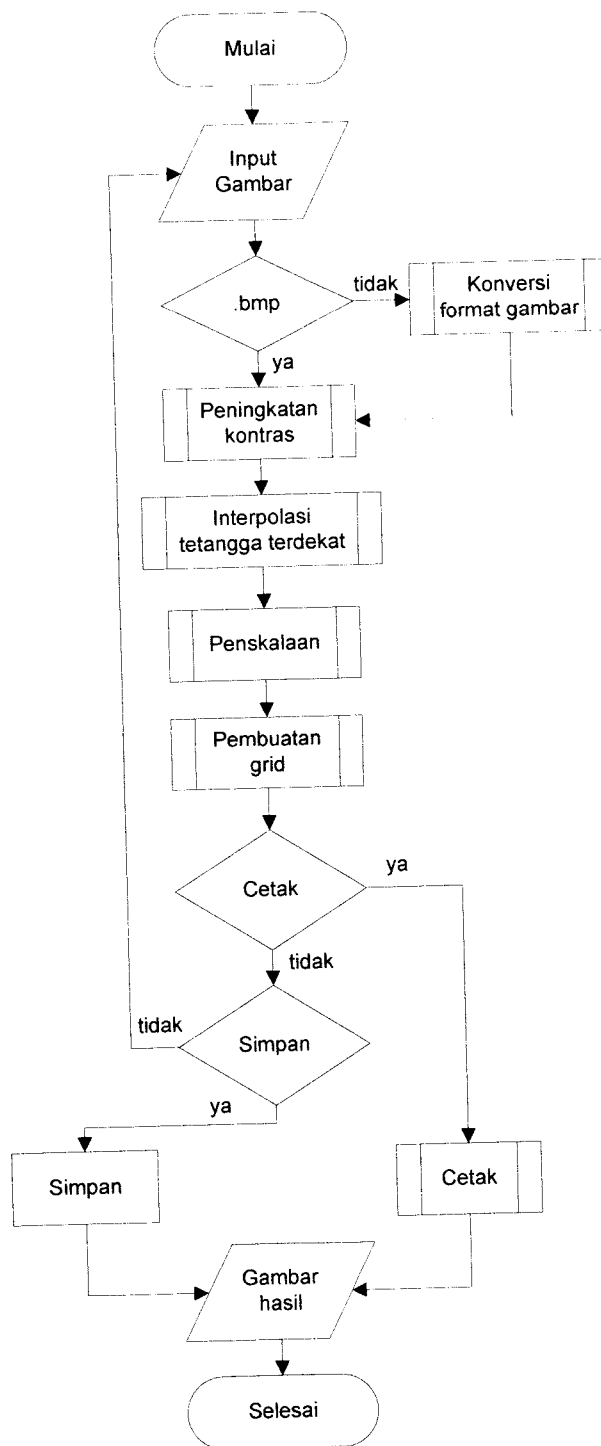 Mulai
Input
Gambar
.bmp
tidak
Konversi
format gambar
ya
Peningkatan
kontras
Interpolasi
tetangga terdekat
Penskalaan
Pembuatan
grid
Cetak
ya
tidak
tidak
Simpan
ya
Simpan
Cetak
Gambar
hasil
Selesai